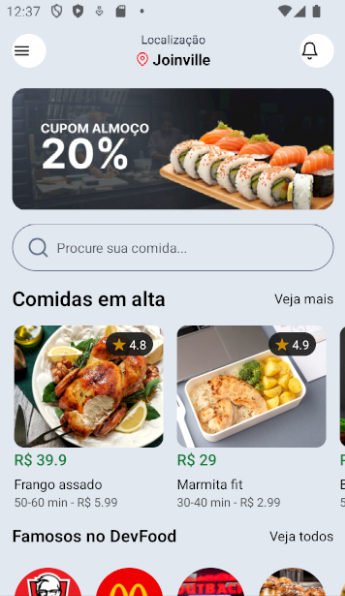 12:37
Localização
Joinville
CUPOM ALMOÇO
20%
Procure sua comida...
Comidas em alta
Veja mais
4.8
4.9
R$ 39.9
R$ 29
Frango assado
Marmita fit
50-60 min - R$ 5.99
30-40 min - R$ 2.99
Famosos no DevFood
Veja todos